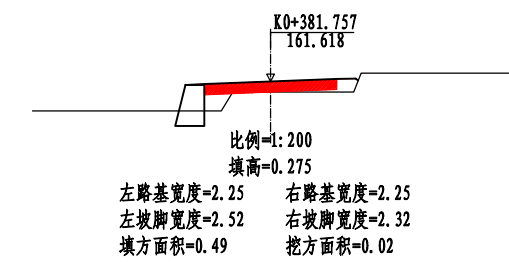 K0+381.757
161.618
比例=1:200
填高=0.275
左路基宽度=2.25 右路基宽度=2.25
左坡脚宽度=2.52 右坡脚宽度=2.32
填方面积=0.49 挖方面积=0.02